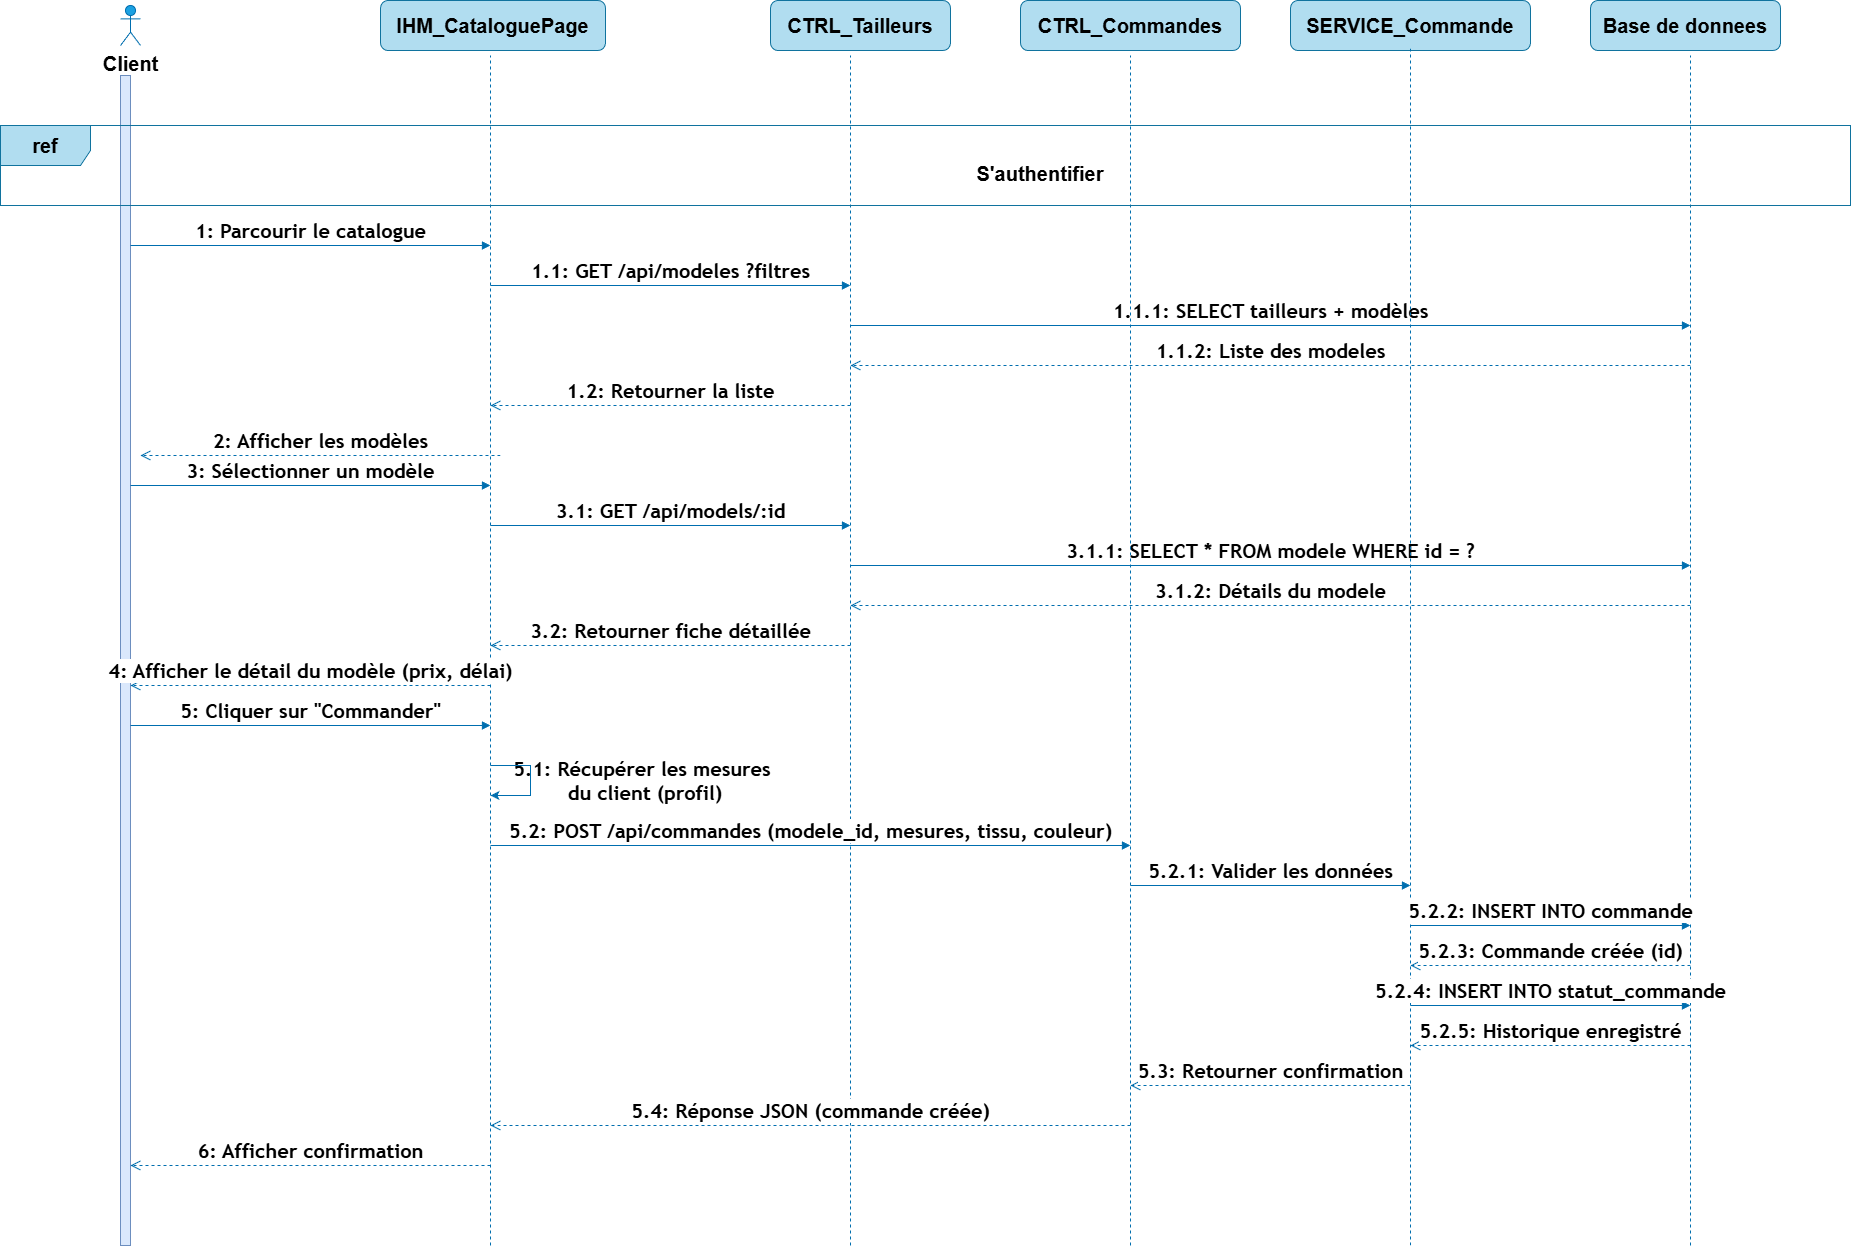 Client
IHM_CataloguePage
CTRL_Tailleurs
CTRL_Commandes
SERVICE_Commande
Base de donnees
ref
S'authentifier
1: Parcourir le catalogue
1.1: GET /api/modeles ?filtres
1.1.1: SELECT tailleurs + modèles
1.1.2: Liste des modeles
1.2: Retourner la liste
2: Afficher les modèles
3: Sélectionner un modèle
3.1: GET /api/models/:id
3.1.1: SELECT * FROM modele WHERE id = ?
3.1.2: Détails du modele
3.2: Retourner fiche détaillée
4: Afficher le détail du modèle (prix, délai)
5: Cliquer sur "Commander"
5.1: Récupérer les mesures
du client (profil)
5.2: POST /api/commandes (modele_id, mesures, tissu, couleur)
5.2.1: Valider les données
5.2.2: INSERT INTO commande
5.2.3: Commande créée (id)
5.2.4: INSERT INTO statut_commande
5.2.5: Historique enregistré
5.3: Retourner confirmation
5.4: Réponse JSON (commande créée)
6: Afficher confirmation